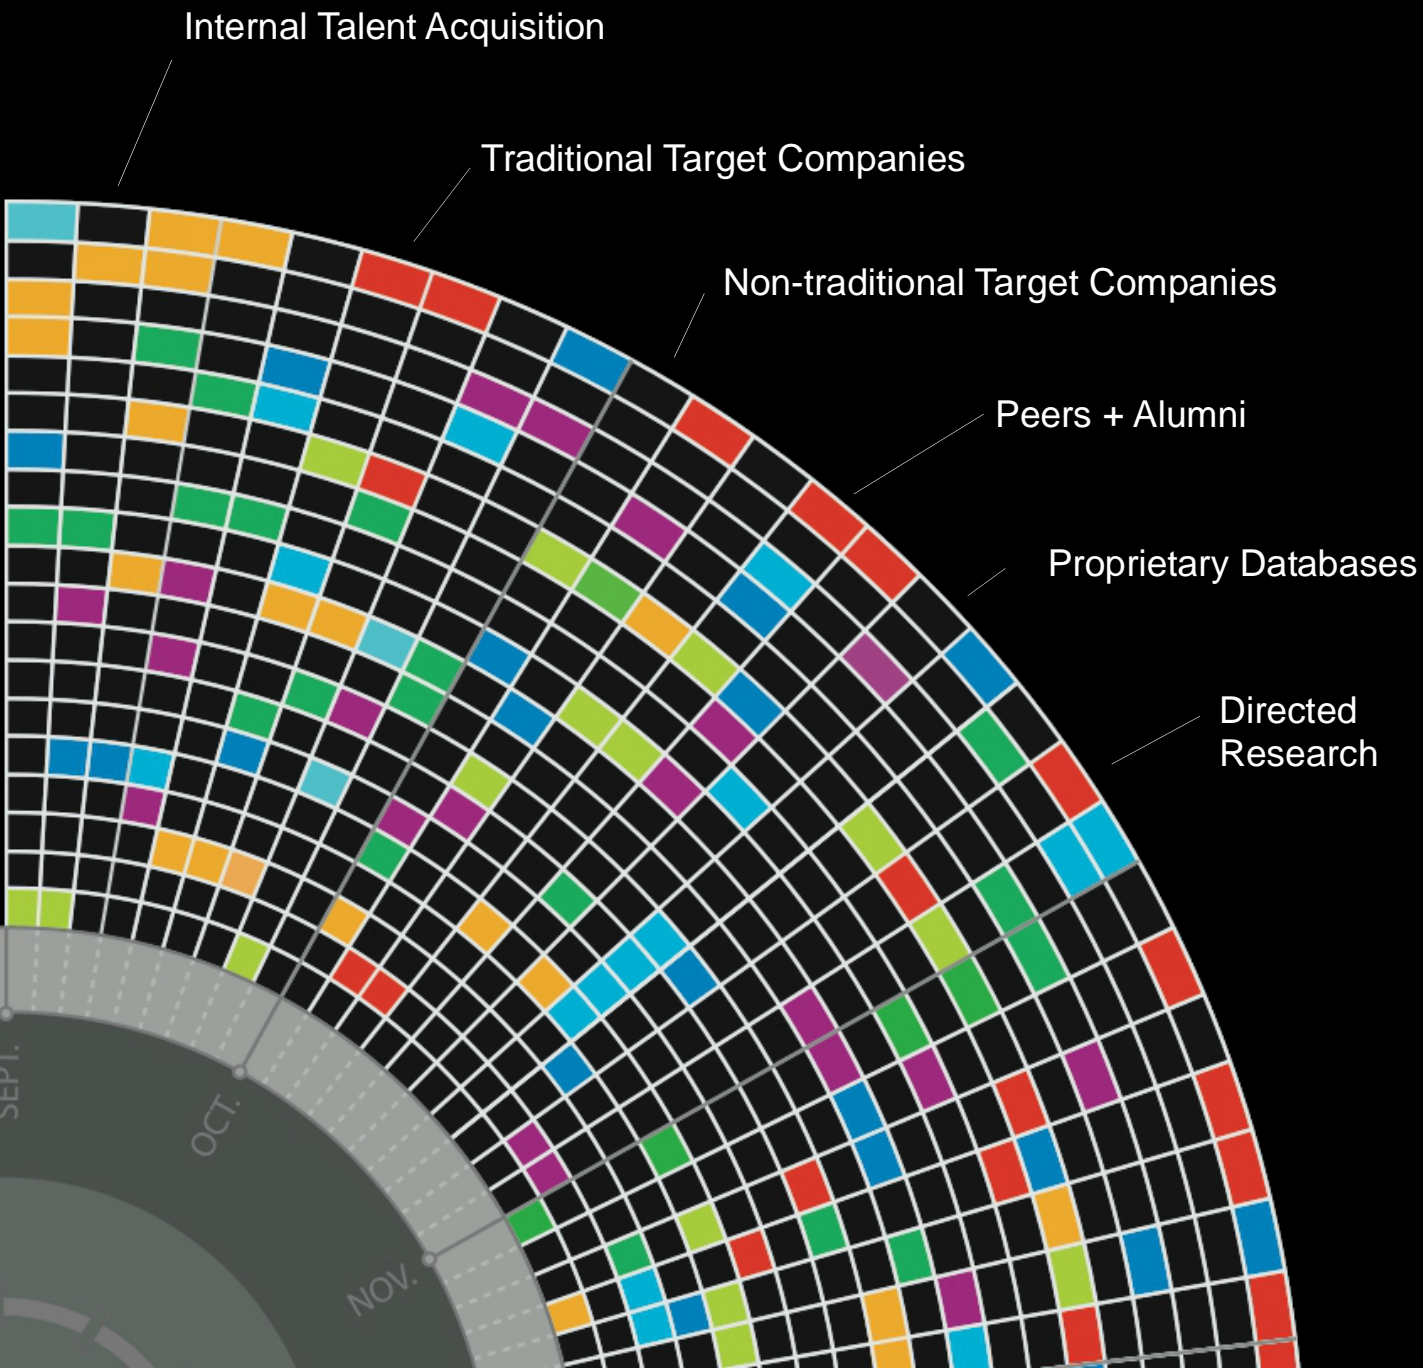 Internal Talent Acquisition
Traditional Target Companies
Non-traditional Target Companies
Peers + Alumni
Proprietary Databases
Directed
Research
SEPT.
OCT.
NOV.